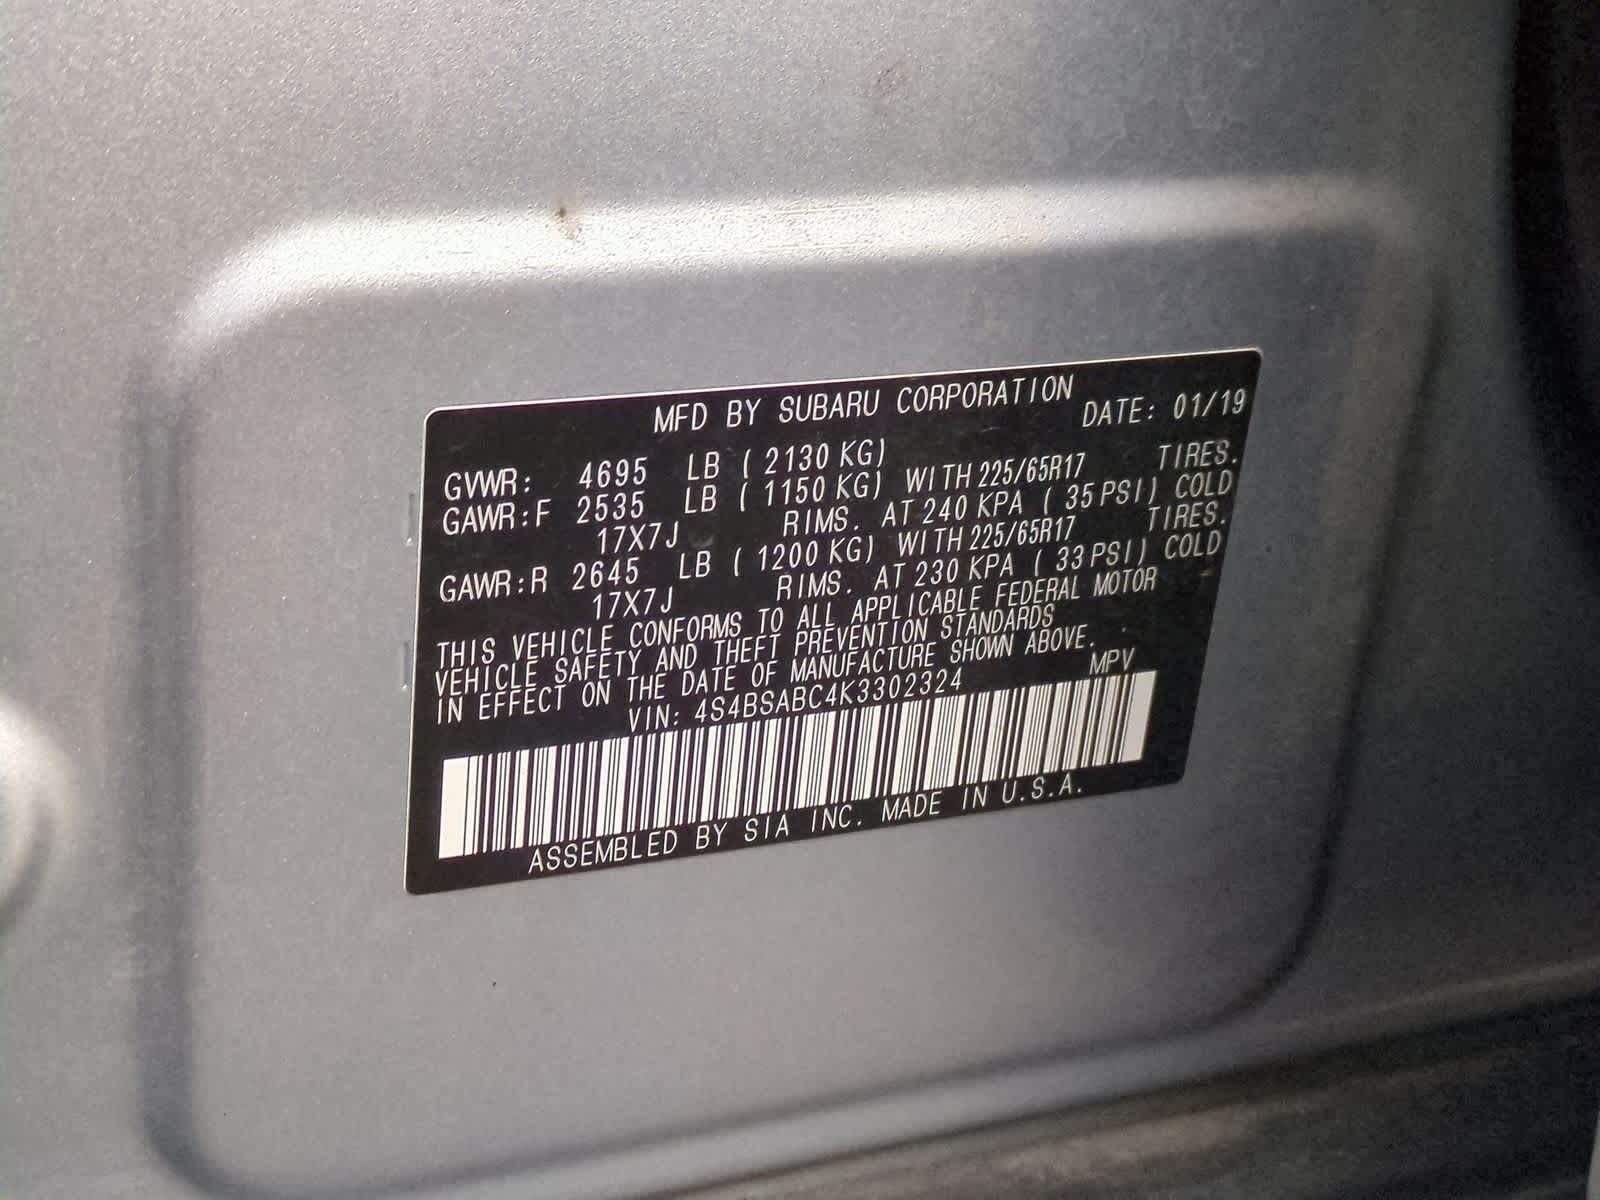 MFD BY SUBARU CORPORATION DATE: 01/19
GVWR: 4695 LB ( 2130 KG)
GAWR:F 2535 LB ( 1150 KG) WITH 225/65R17 TIRES.
17X7J RIMS. AT 240 KPA ( 35 PSI) COLD
GAWR:R 2645 LB ( 1200 KG) WITH 225/65R17 TIRES.
17X7J RIMS. AT 230 KPA ( 33 PSI) COLD
THIS VEHICLE CONFORMS TO ALL APPLICABLE FEDERAL MOTOR
VEHICLE SAFETY AND THEFT PREVENTION STANDARDS
IN EFFECT ON THE DATE OF MANUFACTURE SHOWN ABOVE.
VIN: 4S4BSABC4K3302324 MPV
ASSEMBLED BY SIA INC. MADE IN U.S.A.